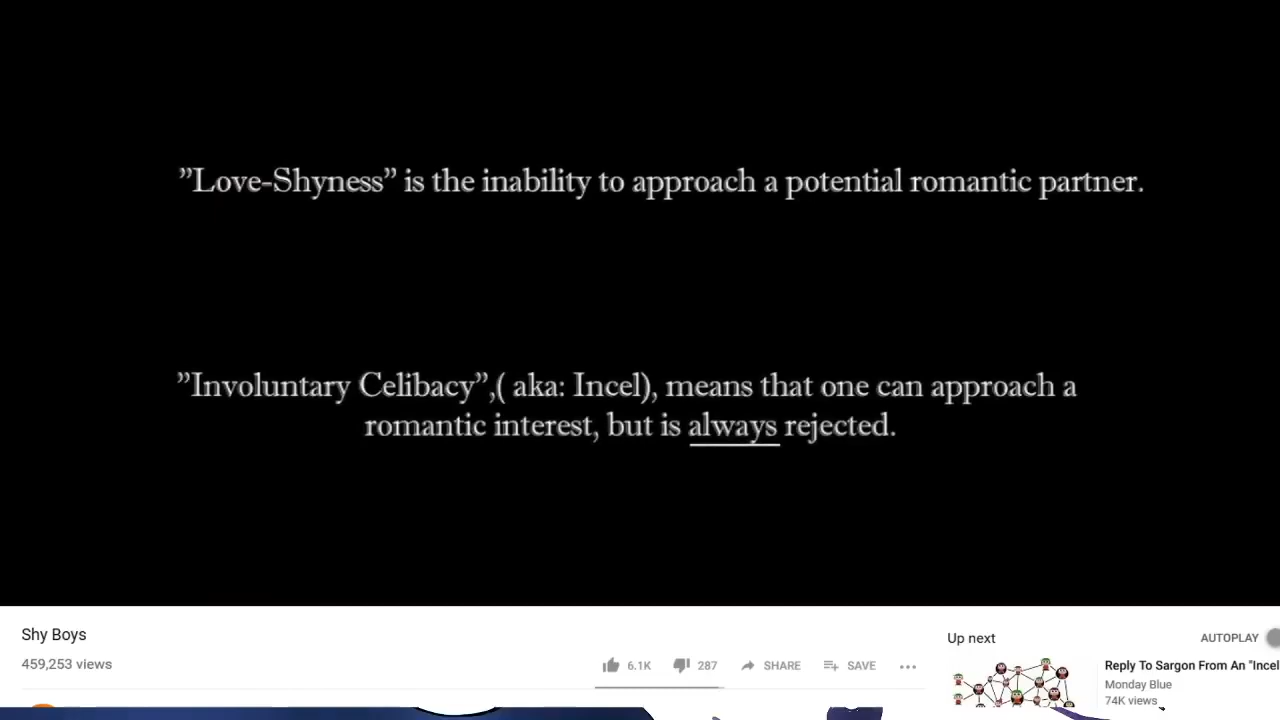 ”Love-Shyness” is the inability to approach a potential romantic partner.
”Involuntary Celibacy”,( aka: Incel), means that one can approach a
romantic interest, but is always rejected.
Shy Boys
459,253 views
6.1K
287
SHARE
SAVE
Up next
AUTOPLAY
Reply To Sargon From An "Incel
Monday Blue
74K views